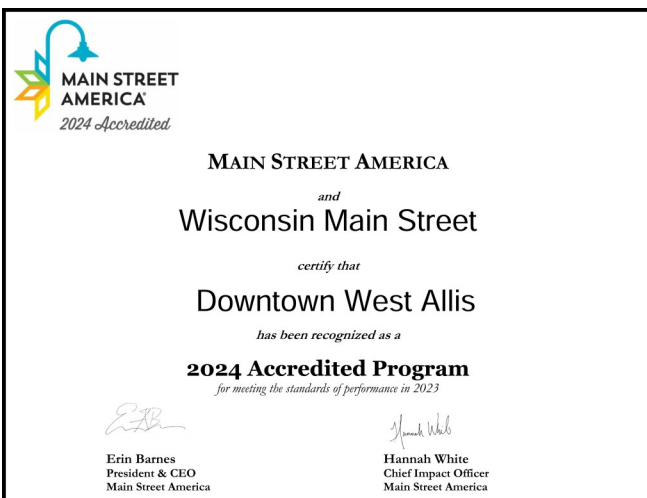 MAIN STREET
AMERICA®
2024 Accredited
MAIN STREET AMERICA
and
Wisconsin Main Street
certify that
Downtown West Allis
has been recognized as a
2024 Accredited Program
for meeting the standards of performance in 2023
Hannah Whit
Erin Barnes
President & CEO
Main Street America
Hannah White
Chief Impact Officer
Main Street America